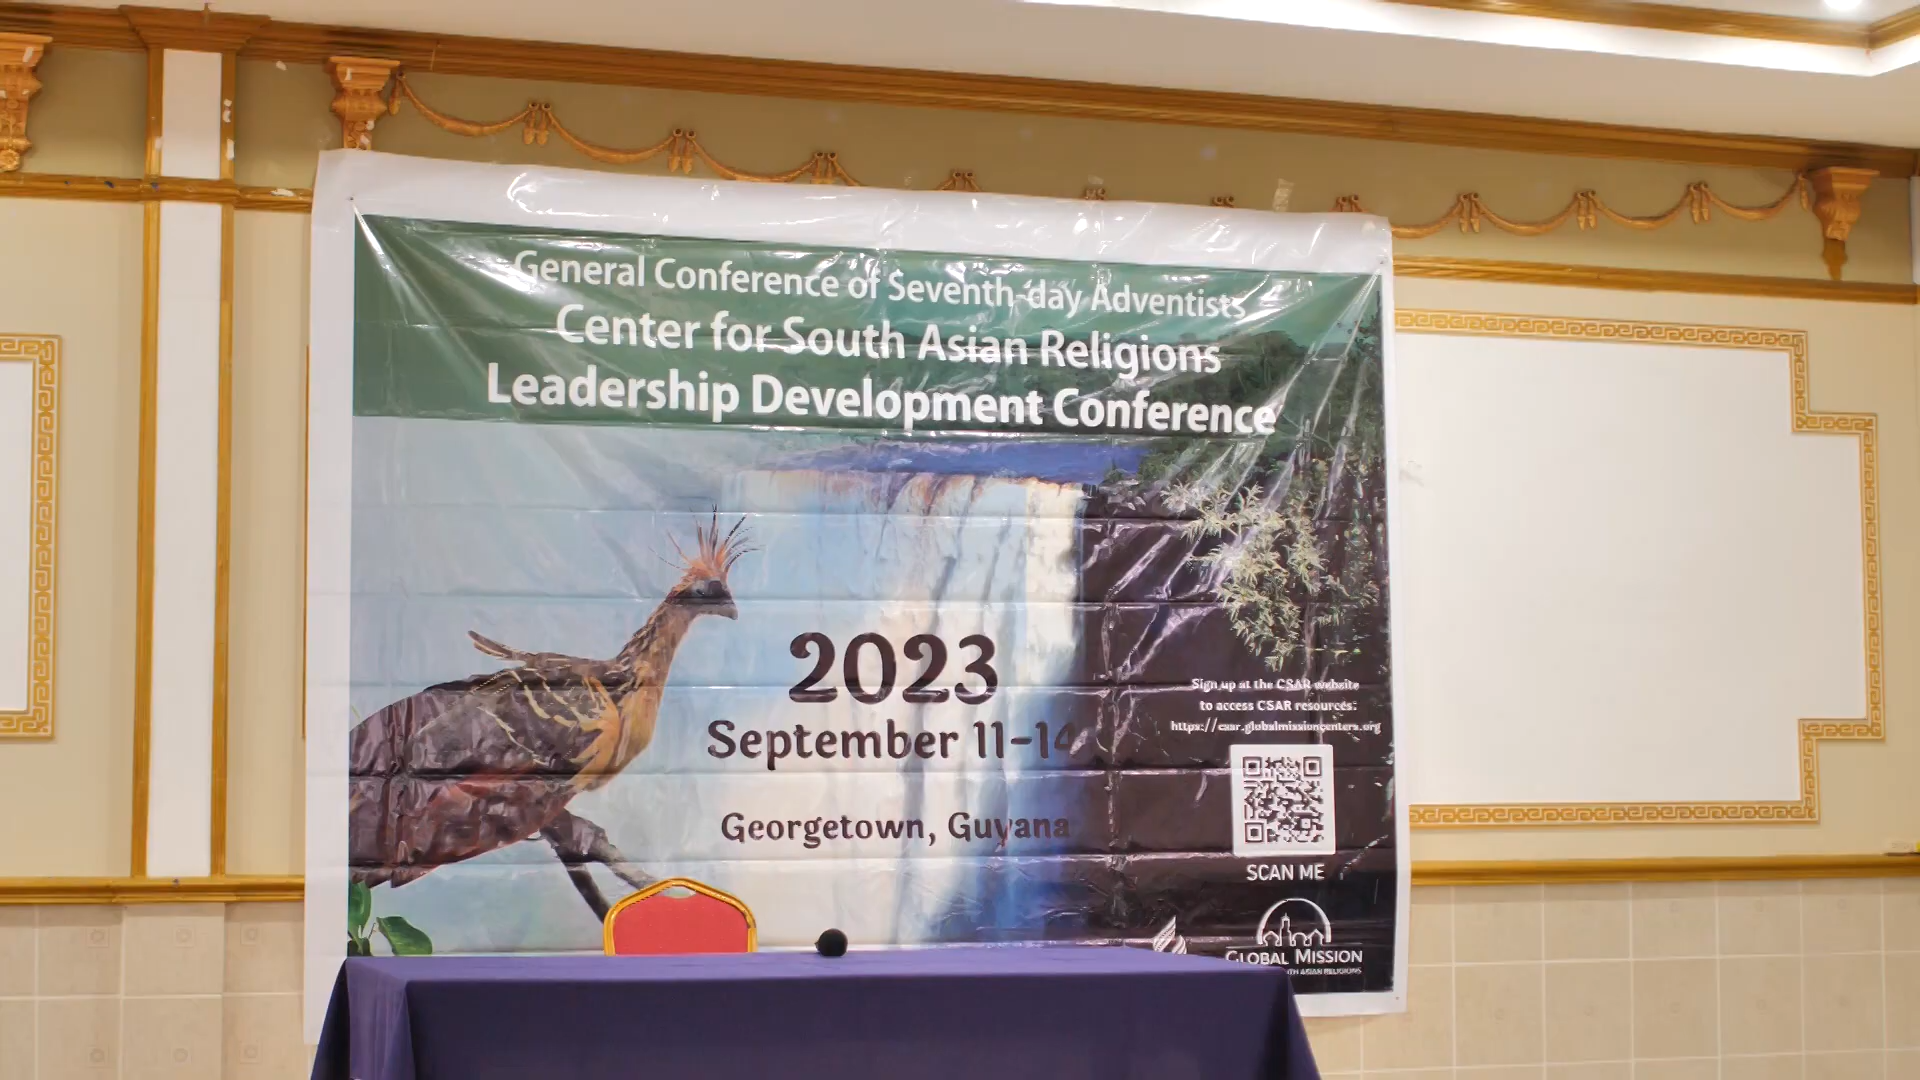 General Conference of Seventh-day Adventists
Center for South Asian Religions
Leadership Development Conference
2023
September 11-14
Georgetown, Guyana
Sign up at the CSAR website
to access CSAR resources:
https://csar.globalmissioncenters.org
SCAN ME
GLOBAL MISSION
ASIAN RELIGIONS